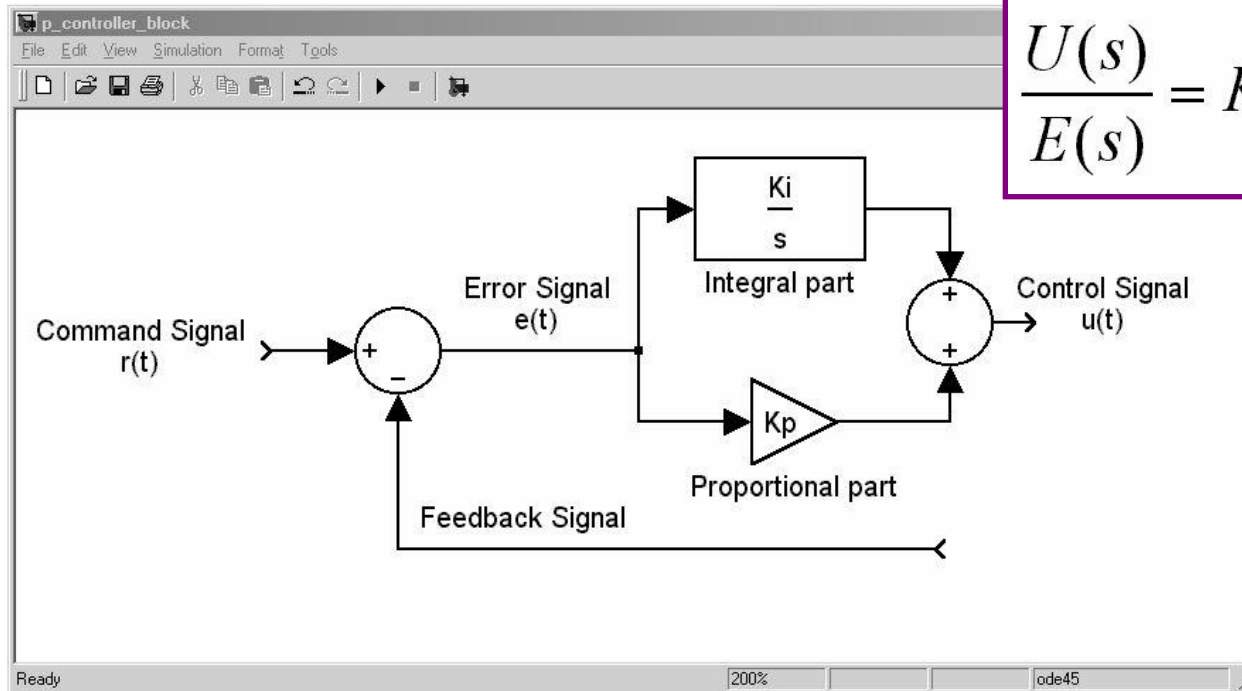 p_controller_block
File Edit View Simulation Format Tools
U(s)
E(s)
=
Ki
s
Integral part
Error Signal
e(t)
Control Signal
u(t)
Command Signal
r(t)
+
−
+
+
Kp
Proportional part
Feedback Signal
Ready
200%
ode45